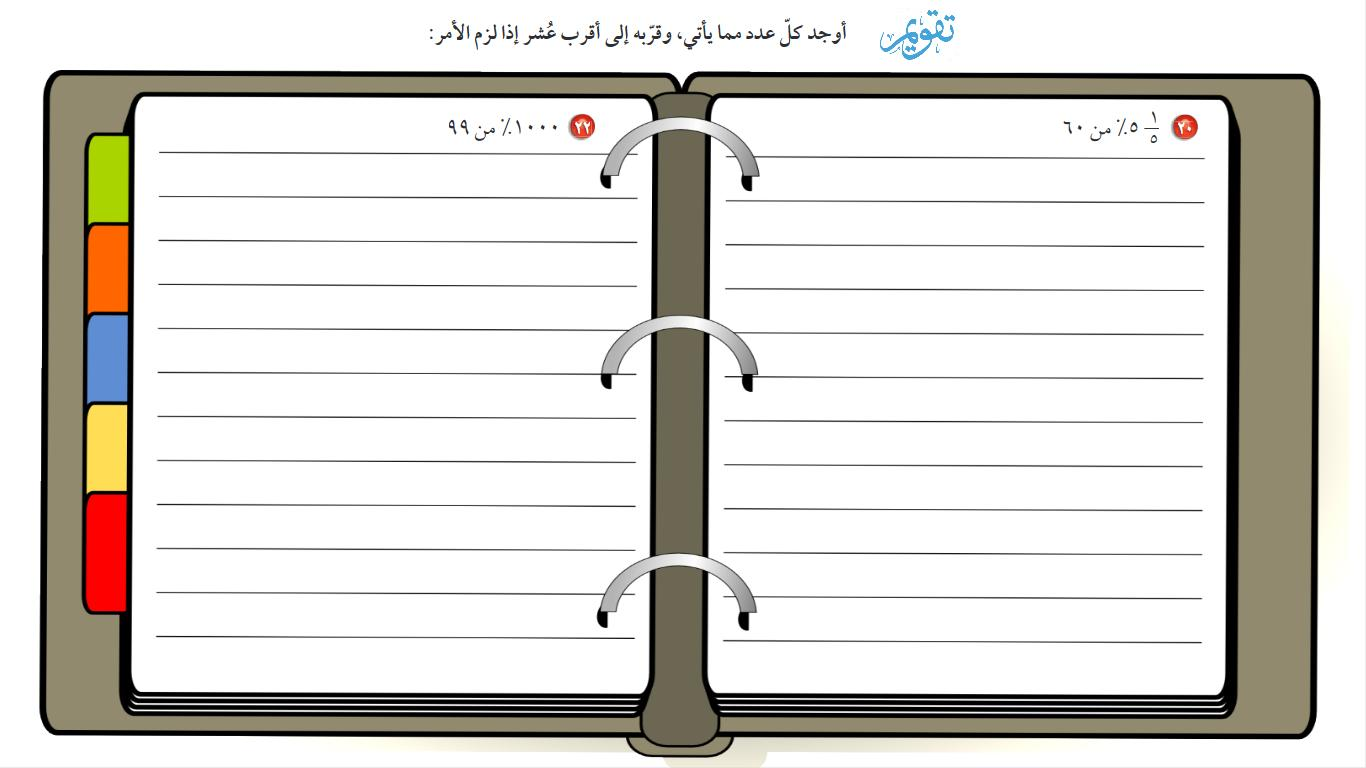 تقويم
أوجد كلّ عدد مما يأتي، وقرّبه إلى أقرب عُشر إذا لزم الأمر:
٢٠ ١/٥ ٥٪ من ٦٠
٢٢ ١٠٠٠٪ من ٩٩